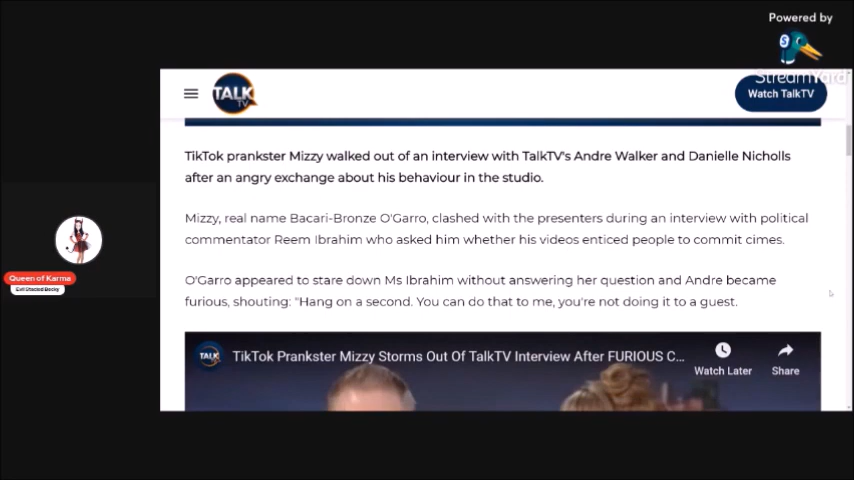 Powered by
StreamYard
TALK
TV
Watch TalkTV
TikTok prankster Mizzy walked out of an interview with TalkTV's Andre Walker and Danielle Nicholls
after an angry exchange about his behaviour in the studio.
Mizzy, real name Bacari-Bronze O'Garro, clashed with the presenters during an interview with political
commentator Reem Ibrahim who asked him whether his videos enticed people to commit cimes.
O'Garro appeared to stare down Ms Ibrahim without answering her question and Andre became
furious, shouting: "Hang on a second. You can do that to me, you're not doing it to a guest.
Queen of Karma
Evil Stacked Becky
TALK
TikTok Prankster Mizzy Storms Out Of TalkTV Interview After FURIOUS C...
Watch Later
Share